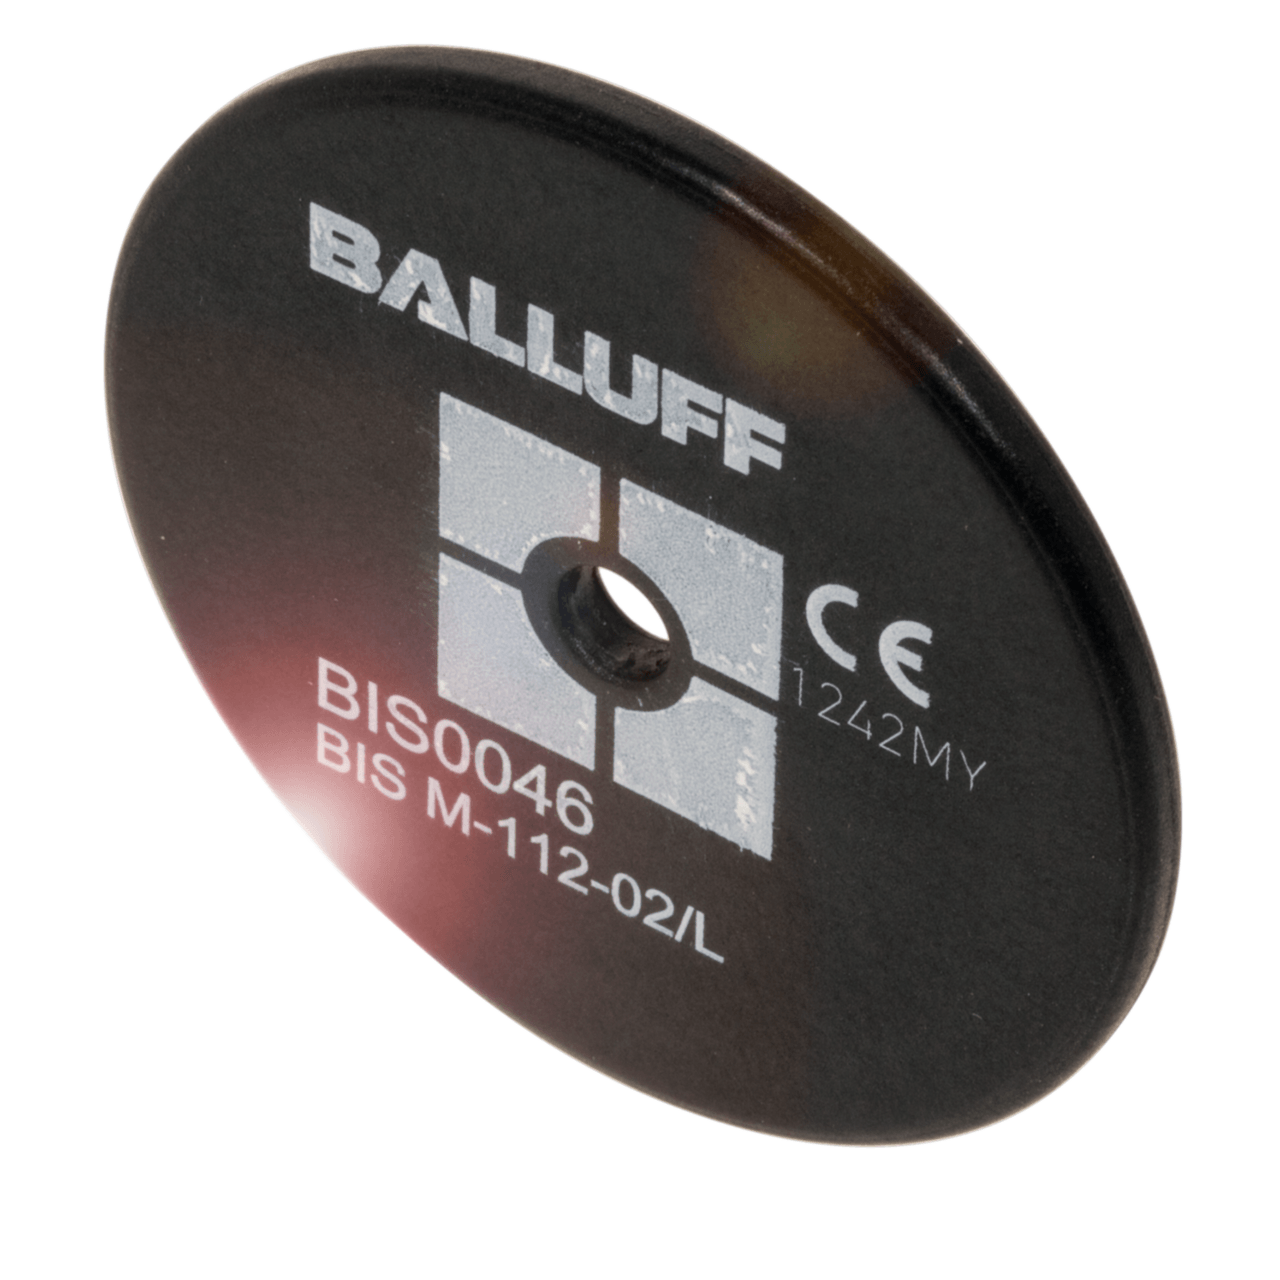 BALLUFF
CE
1242MY
BIS0046
BIS M-112-02/L